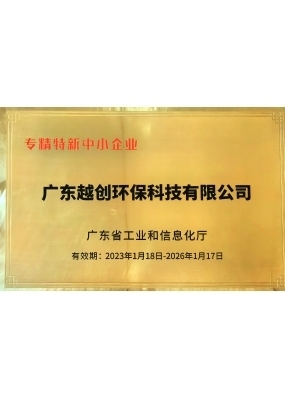 专精特新中小企业
广东越创环保科技有限公司
广东省工业和信息化厅
有效期：2023年1月18日-2026年1月17日